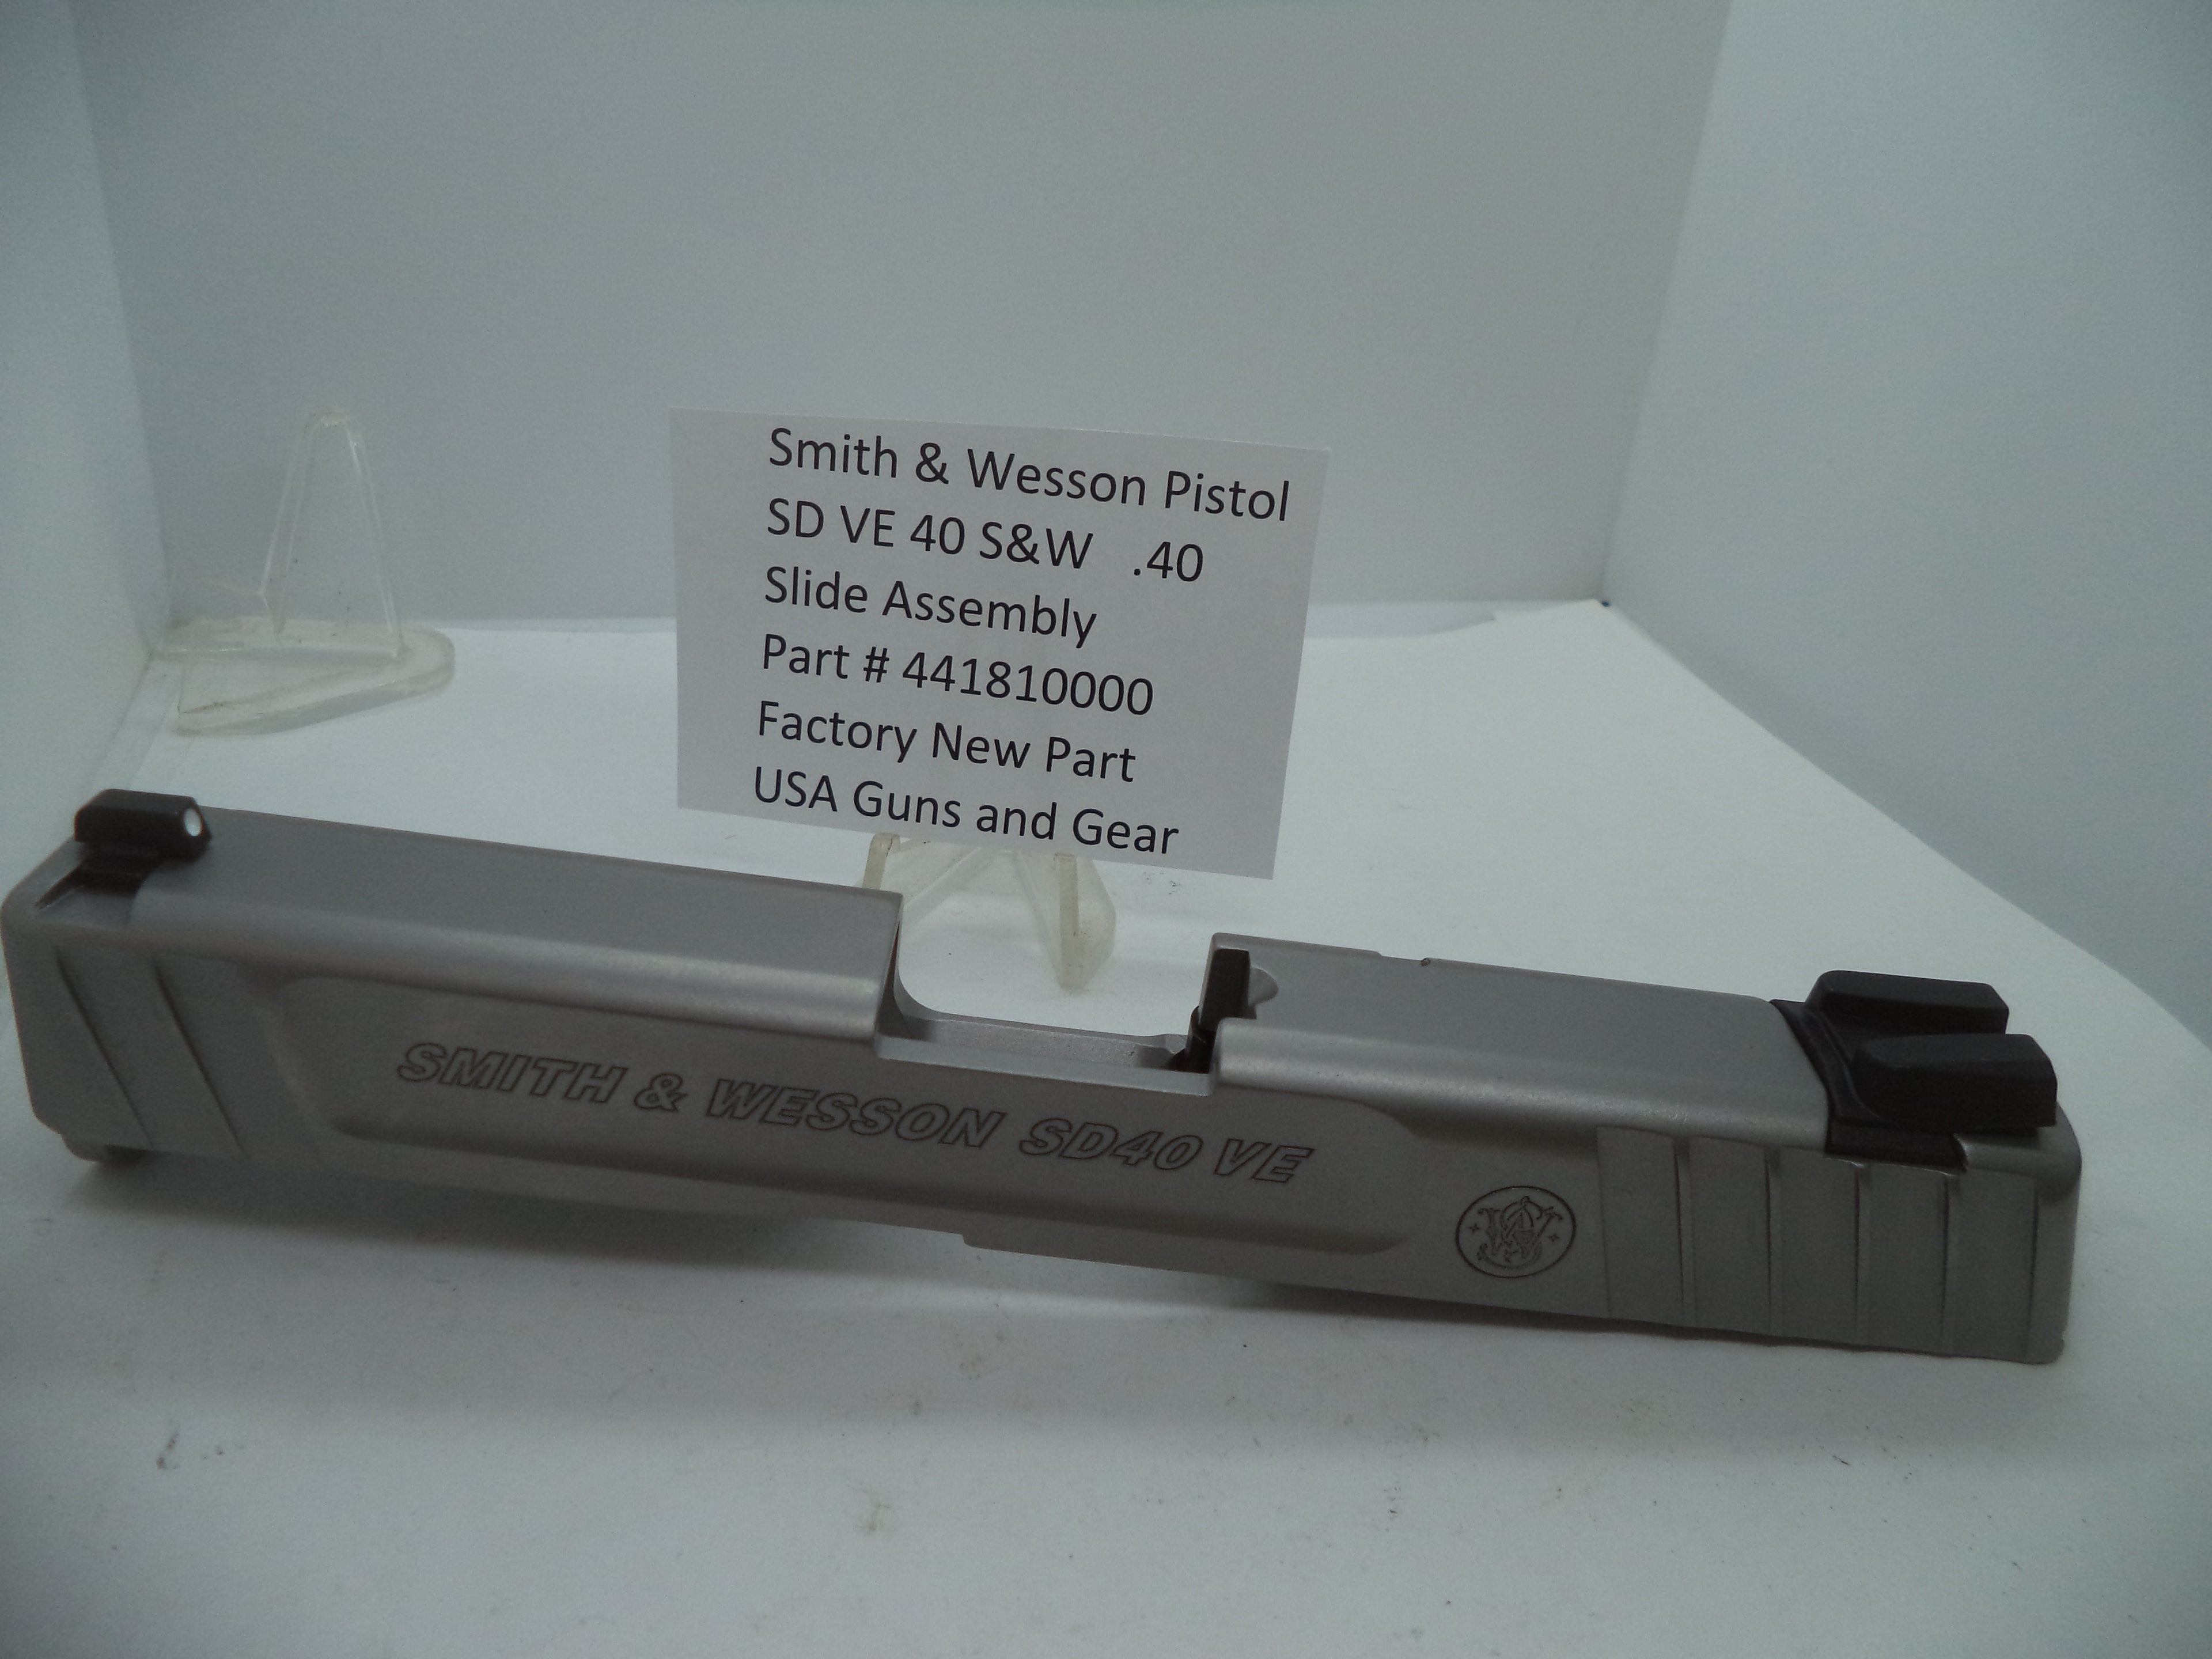 Smith & Wesson Pistol
SD VE 40 S&W .40
Slide Assembly
Part # 441810000
Factory New Part
USA Guns and Gear
SMITH & WESSON SD40 VE